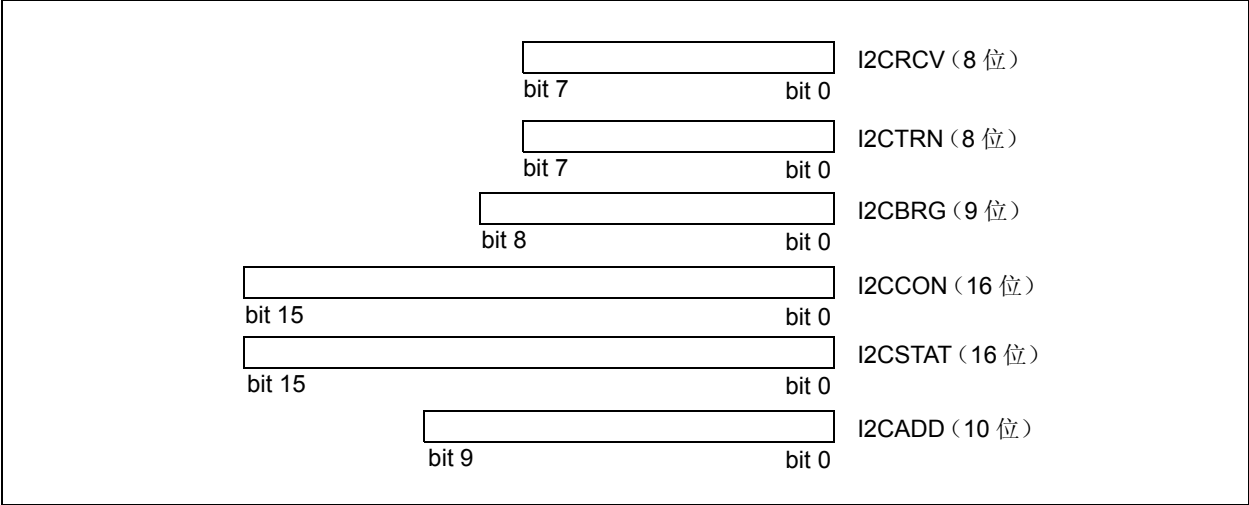 I2CRCV（8 位）
bit 7 bit 0
I2CTRN（8 位）
bit 7 bit 0
I2CBRG（9 位）
bit 8 bit 0
I2CCON（16 位）
bit 15 bit 0
I2CSTAT（16 位）
bit 15 bit 0
I2CADD（10 位）
bit 9 bit 0